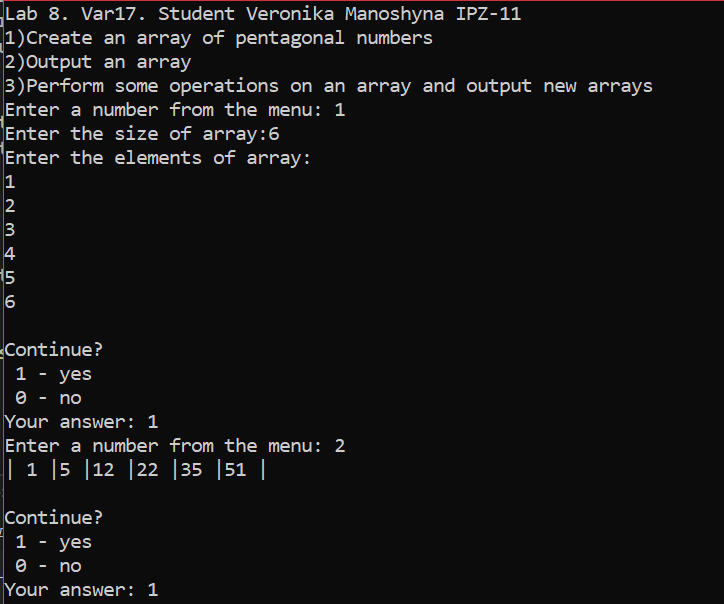 Lab 8. Var17. Student Veronika Manoshyna IPZ-11
1)Create an array of pentagonal numbers
2)Output an array
3)Perform some operations on an array and output new arrays
Enter a number from the menu: 1
Enter the size of array:6
Enter the elements of array:
1
2
3
4
5
6
Continue?
1 - yes
0 - no
Your answer: 1
Enter a number from the menu: 2
| 1 |5 |12 |22 |35 |51 |
Continue?
1 - yes
0 - no
Your answer: 1